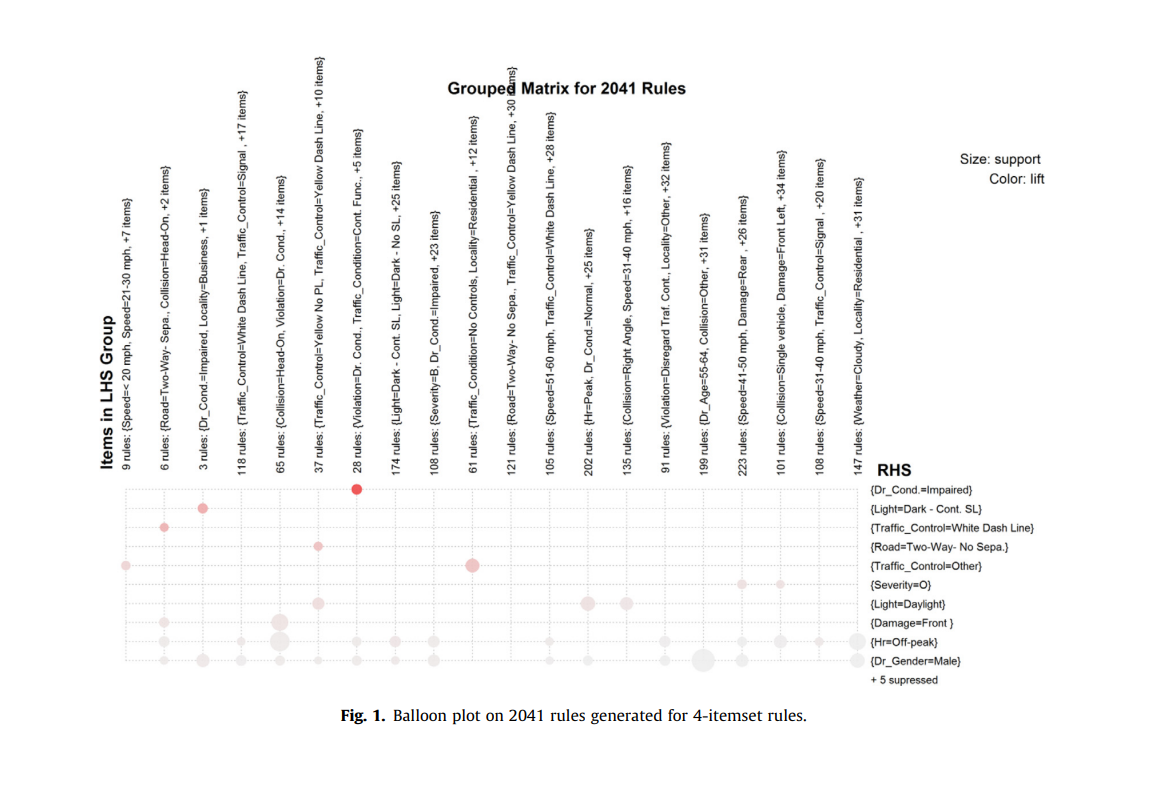 Grouped Matrix for 2041 Rules
Size: support
Color: lift
Items in LHS Group
9 rules: {Speed=< 20 mph, Speed=21-30 mph, +7 items}
6 rules: {Road=Two-Way- Sepa., Collision=Head-On, +2 items}
3 rules: {Dr_Cond.=Impaired, Locality=Business, +1 items}
118 rules: {Traffic_Control=White Dash Line, Traffic_Control=Signal , +17 items}
65 rules: {Collision=Head-On, Violation=Dr. Cond., +14 items}
37 rules: {Traffic_Control=Yellow No PL, Traffic_Control=Yellow Dash Line, +10 items}
28 rules: {Violation=Dr. Cond., Traffic_Condition=Cont. Func., +5 items}
174 rules: {Light=Dark - Cont. SL, Light=Dark - No SL, +25 items}
108 rules: {Severity=B, Dr_Cond.=Impaired, +23 items}
61 rules: {Traffic_Condition=No Controls, Locality=Residential , +12 items}
121 rules: {Road=Two-Way- No Sepa., Traffic_Control=Yellow Dash Line, +30 items}
105 rules: {Speed=51-60 mph, Traffic_Control=White Dash Line, +28 items}
202 rules: {Hr=Peak, Dr_Cond.=Normal, +25 items}
135 rules: {Collision=Right Angle, Speed=31-40 mph, +16 items}
91 rules: {Violation=Disregard Traf. Cont., Locality=Other, +32 items}
199 rules: {Dr_Age=55-64, Collision=Other, +31 items}
223 rules: {Speed=41-50 mph, Damage=Rear , +26 items}
101 rules: {Collision=Single vehicle, Damage=Front Left, +34 items}
108 rules: {Speed=31-40 mph, Traffic_Control=Signal , +20 items}
147 rules: {Weather=Cloudy, Locality=Residential , +31 items}
RHS
{Dr_Cond.=Impaired}
{Light=Dark - Cont. SL}
{Traffic_Control=White Dash Line}
{Road=Two-Way- No Sepa.}
{Traffic_Control=Other}
{Severity=O}
{Light=Daylight}
{Damage=Front }
{Hr=Off-peak}
{Dr_Gender=Male}
+ 5 supressed
Fig. 1. Balloon plot on 2041 rules generated for 4-itemset rules.